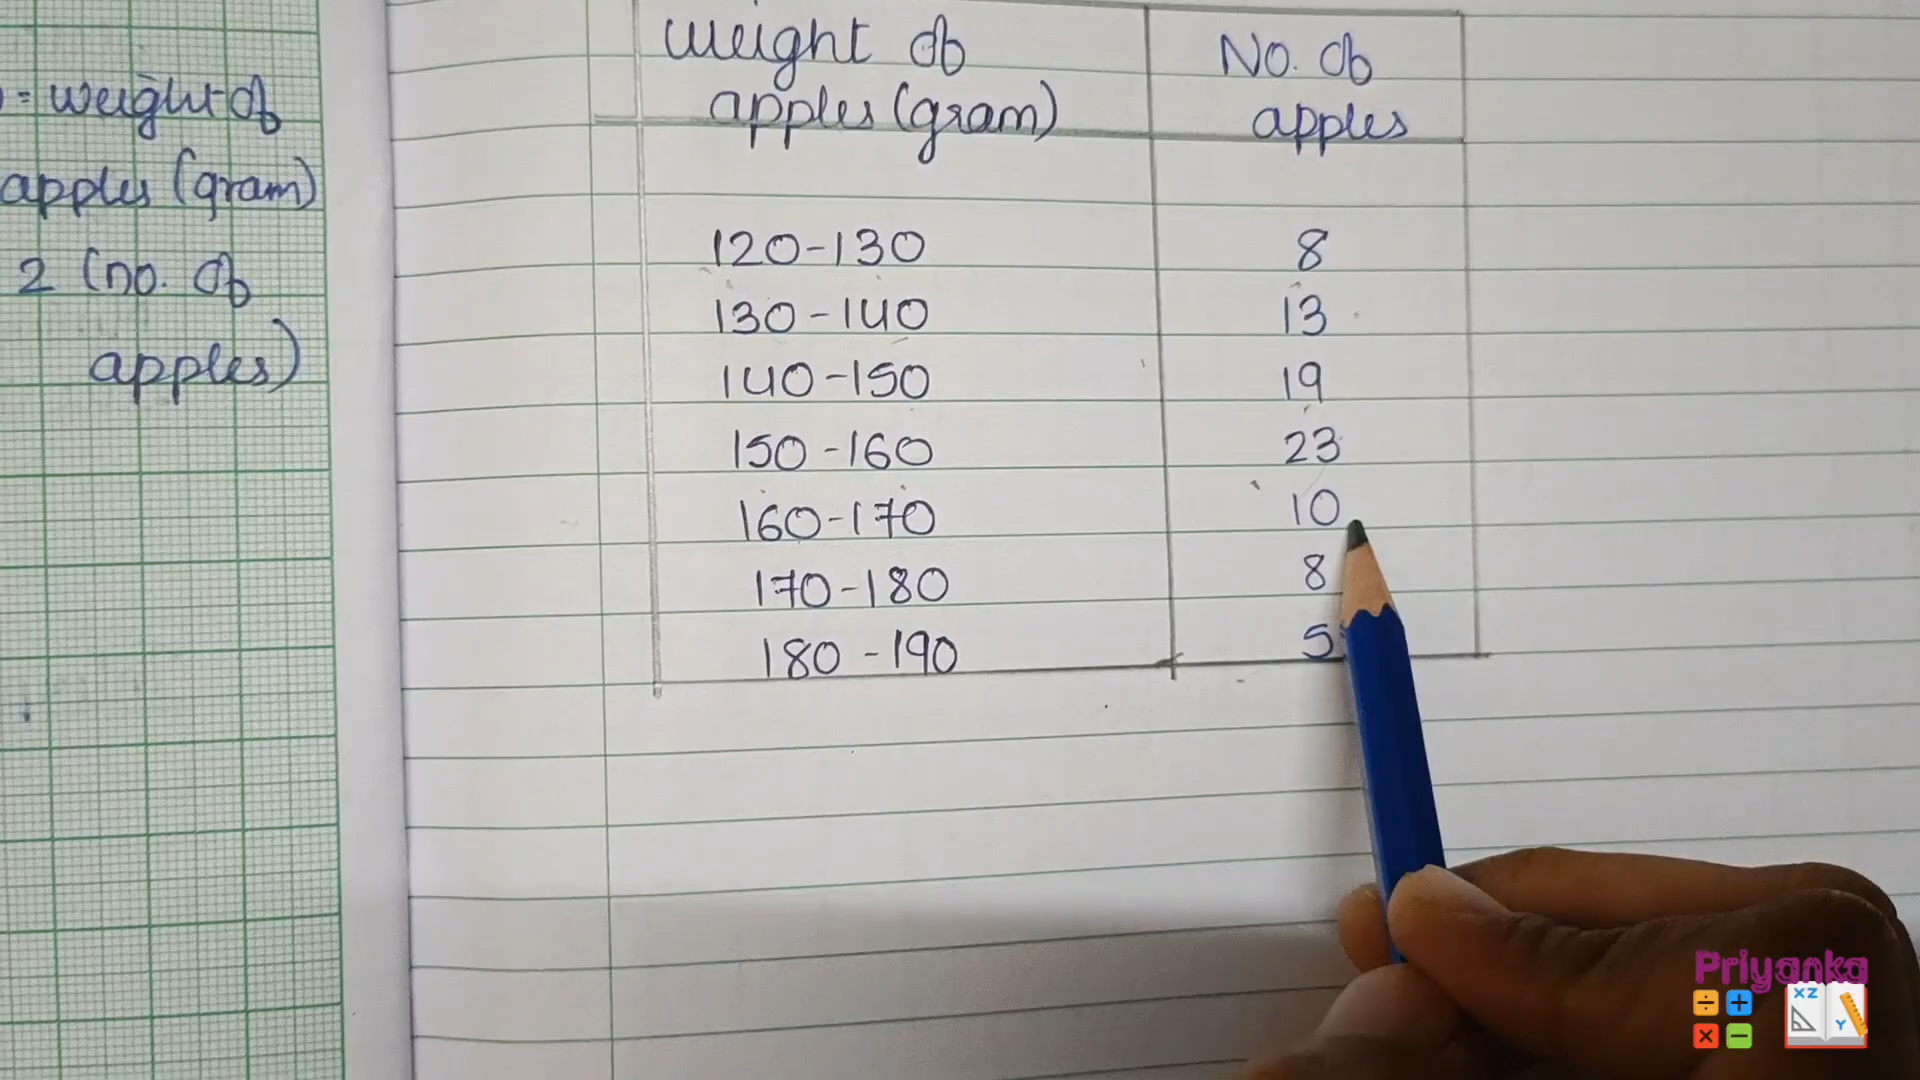 = weight of
apples (gram)
2 (no. of
apples)
weight of
apples (gram)
No. of
apples
120-130 8
130-140 13
140-150 19
150-160 23
160-170 10
170-180 8
180-190 5
Priyanka
÷ +
× −
XZ
Y